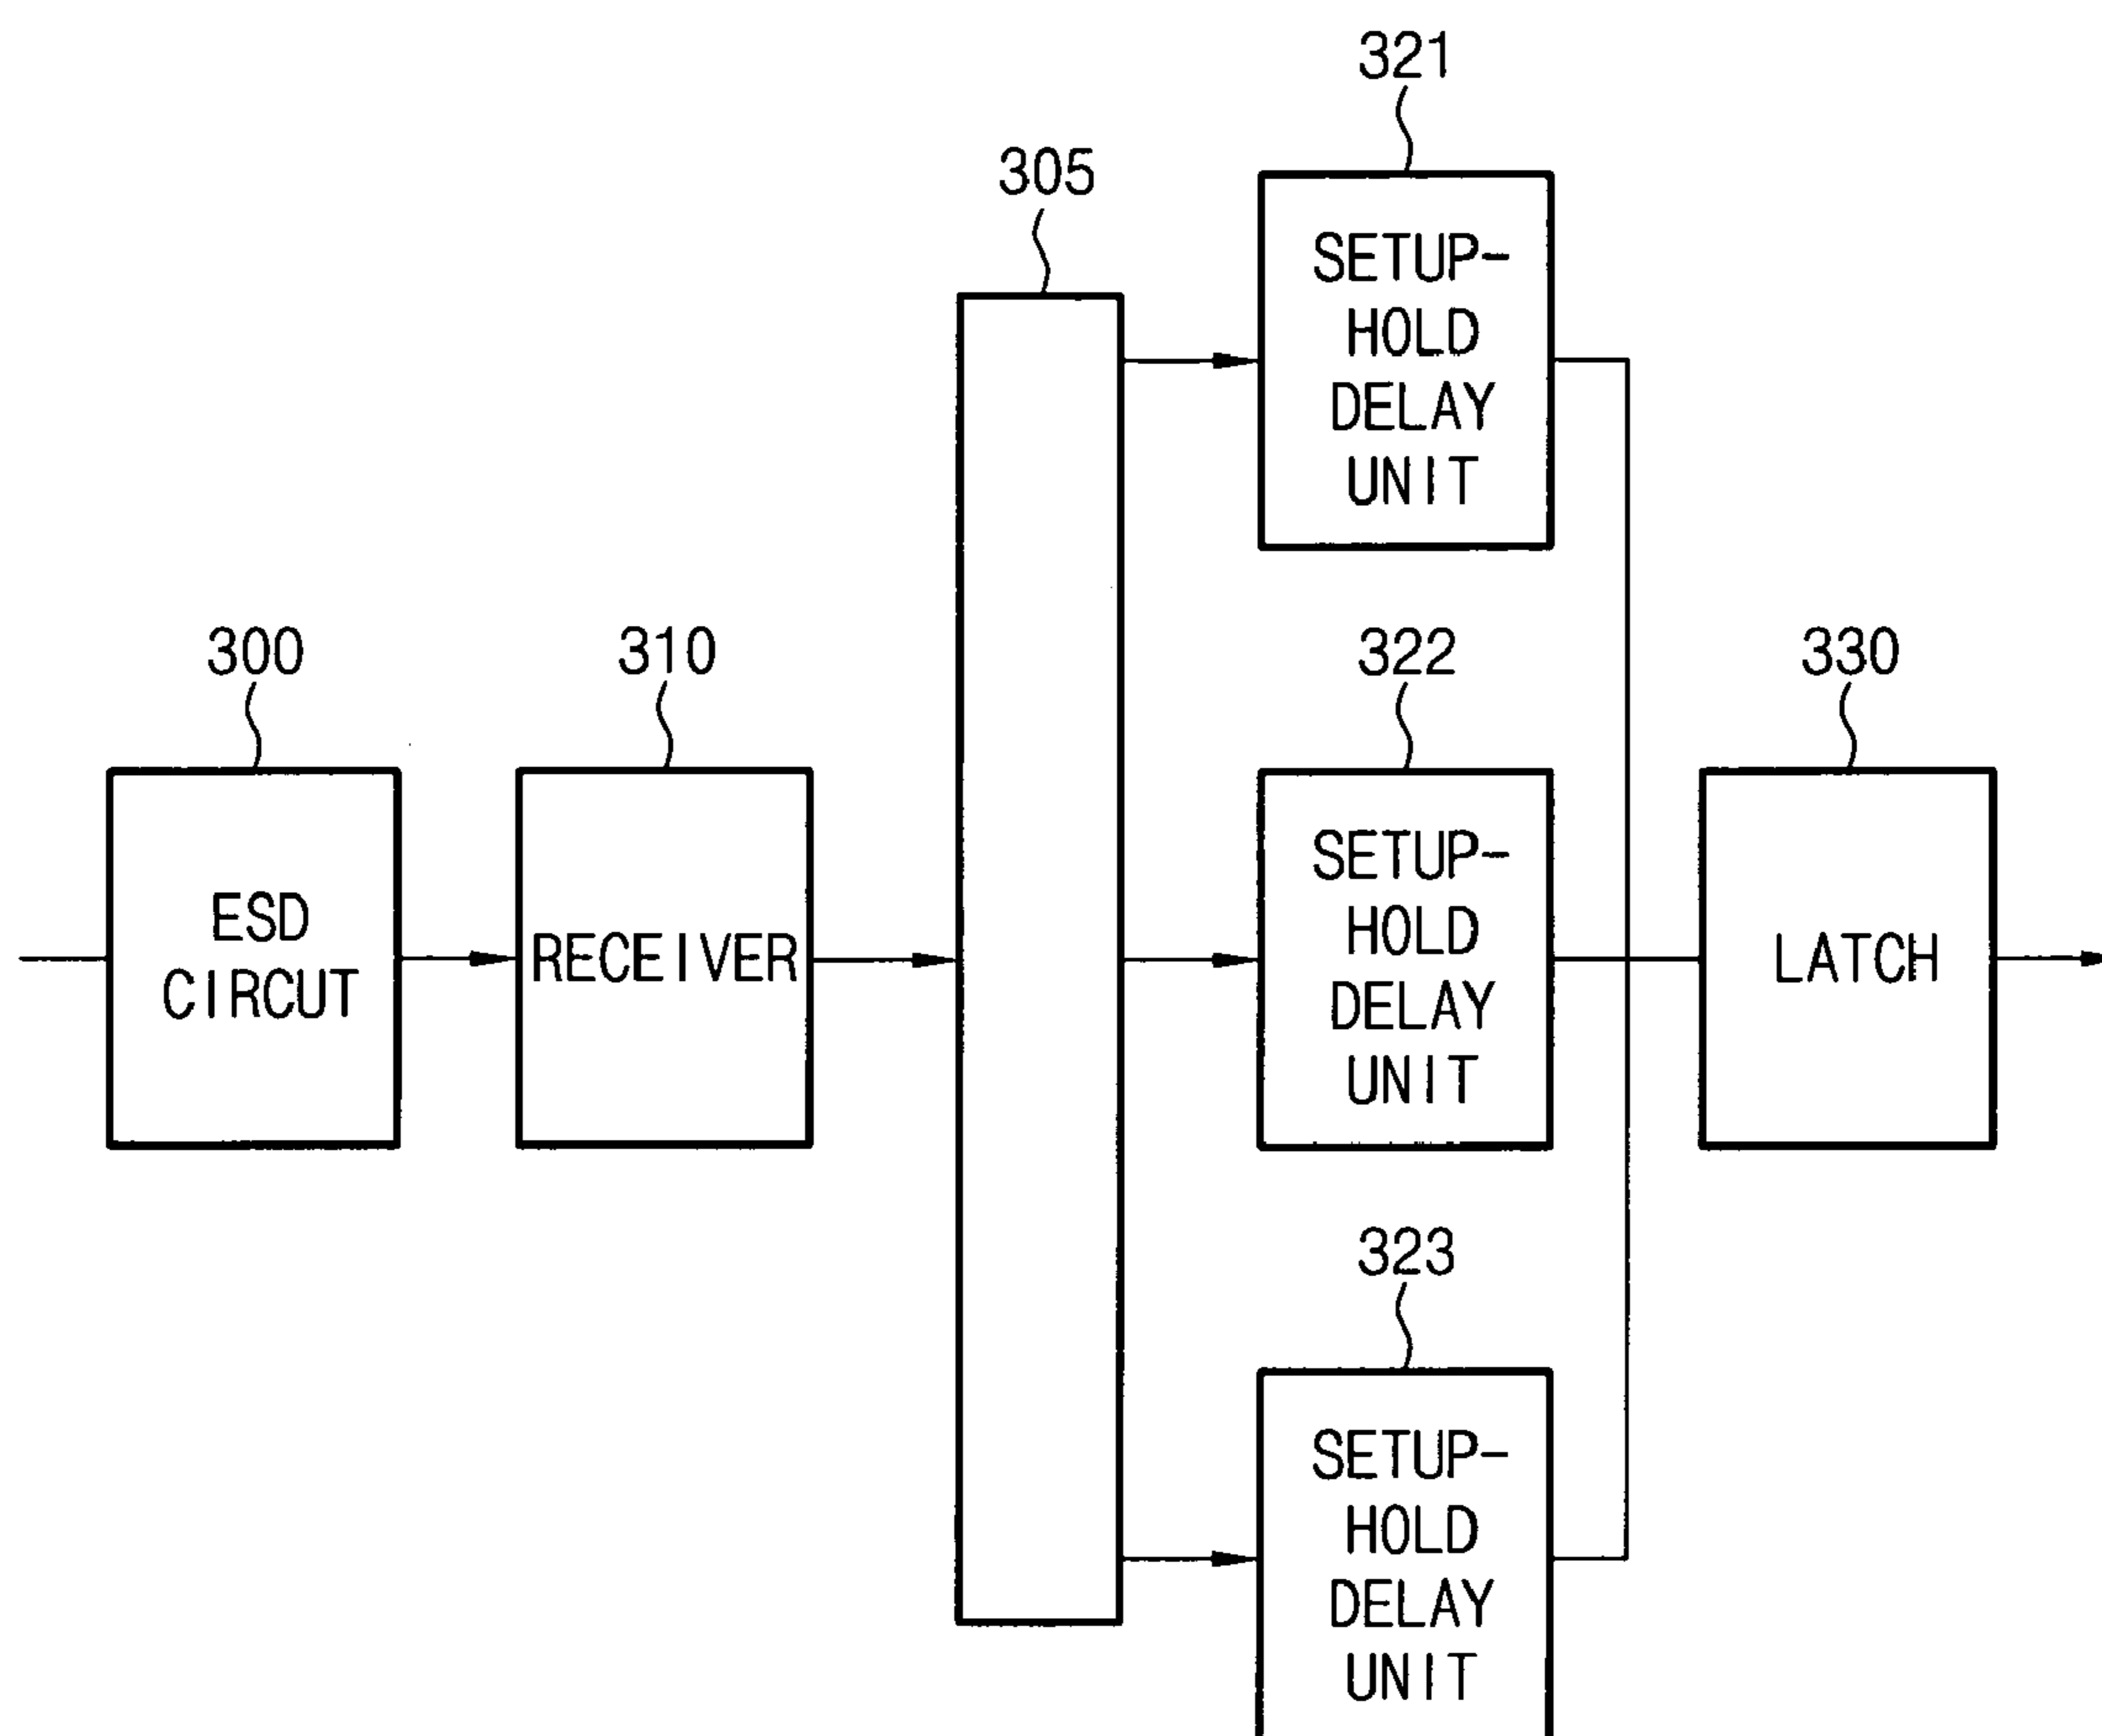 321
305
SETUP-
HOLD
DELAY
UNIT
300
310
322
330
ESD
CIRCUT
RECEIVER
SETUP-
HOLD
DELAY
UNIT
LATCH
323
SETUP-
HOLD
DELAY
UNIT